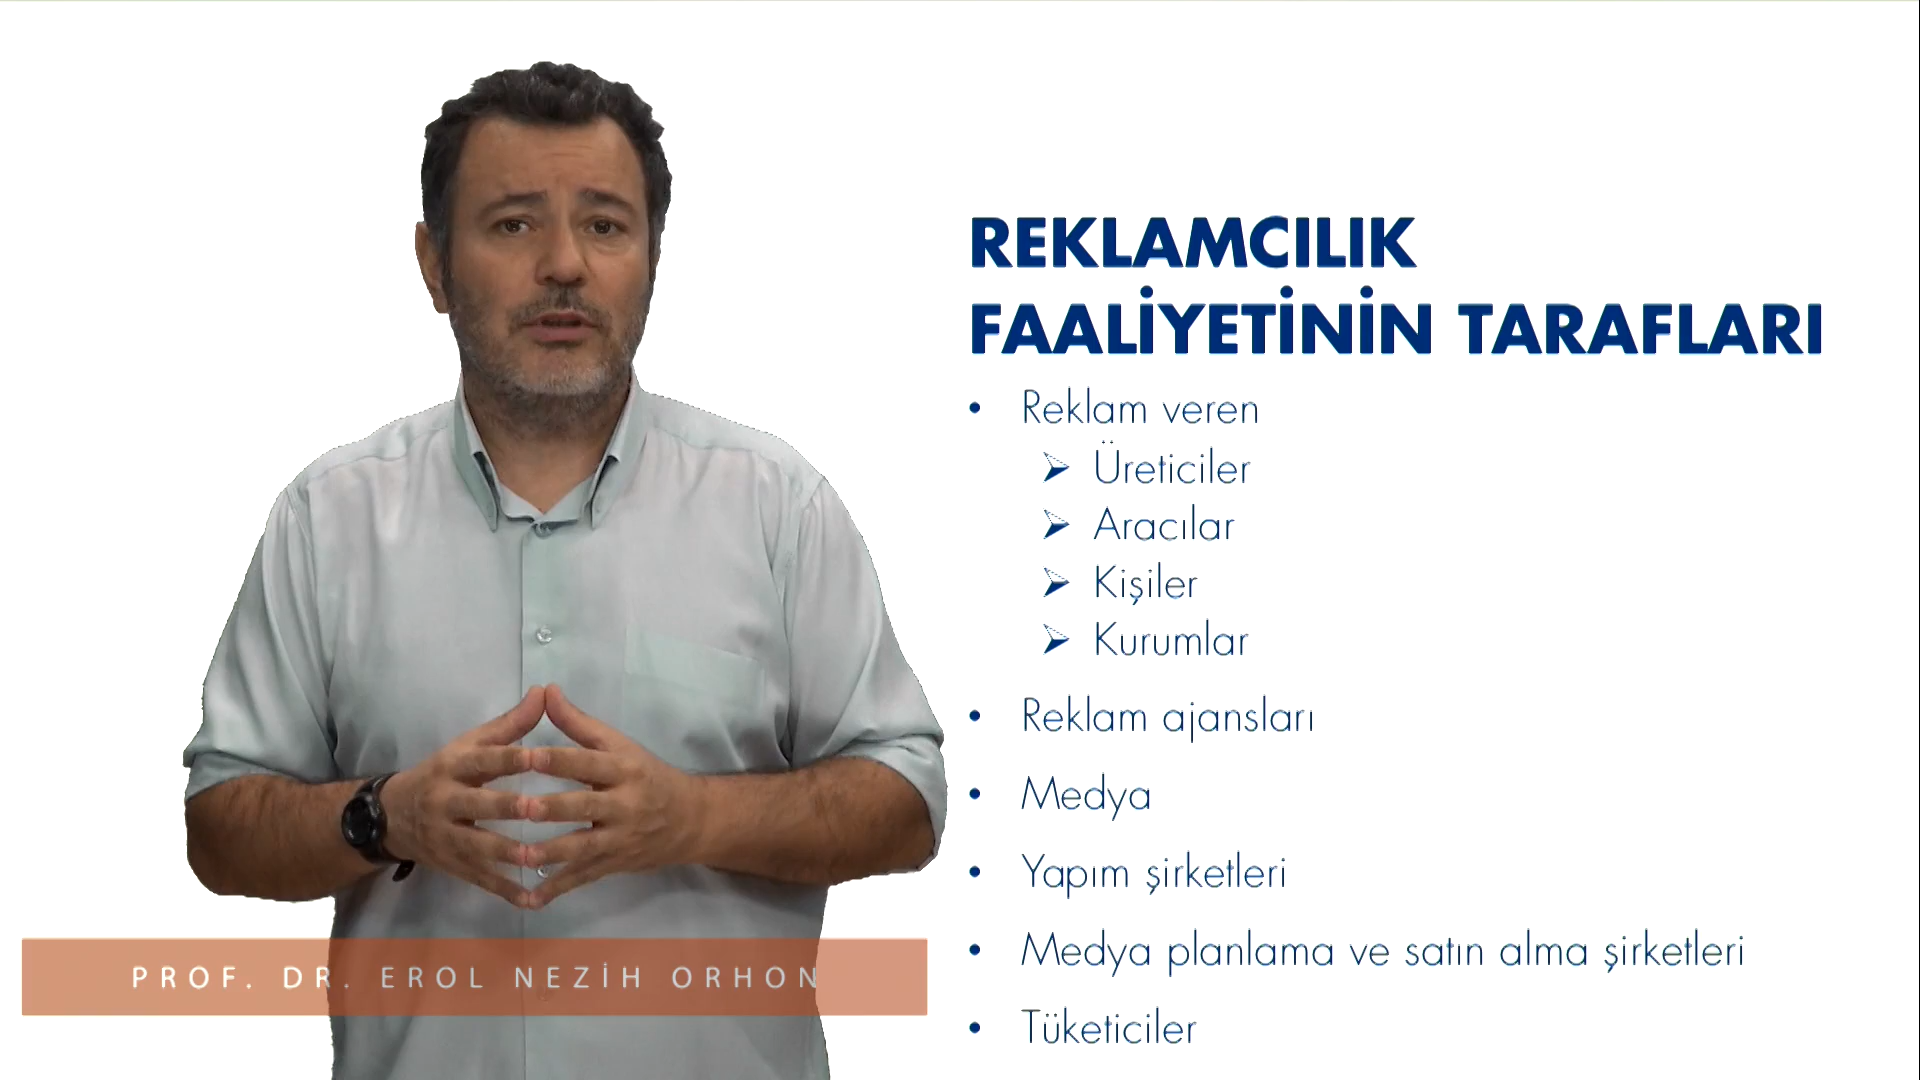 REKLAMCILIK
FAALİYETİNİN TARAFLARI
• Reklam veren
➢ Üreticiler
➢ Aracılar
➢ Kişiler
➢ Kurumlar
• Reklam ajansları
• Medya
• Yapım şirketleri
• Medya planlama ve satın alma şirketleri
• Tüketiciler
PROF. DR. EROL NEZİH ORHON